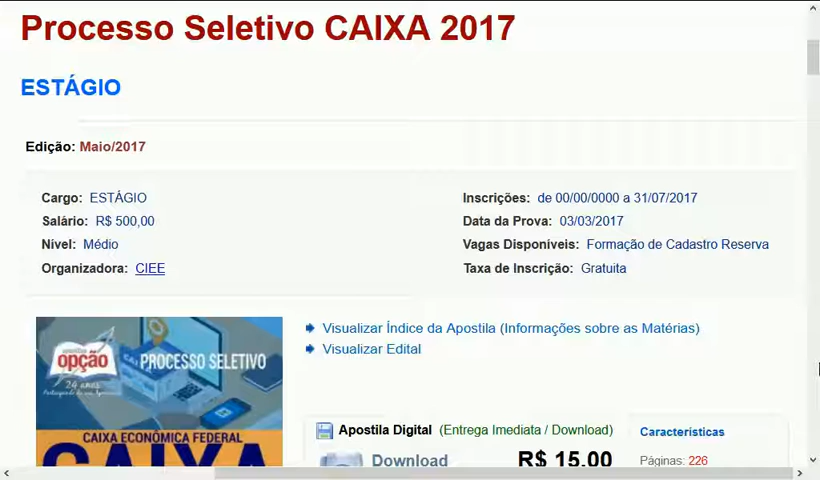 Processo Seletivo CAIXA 2017
ESTÁGIO
Edição: Maio/2017
Cargo: ESTÁGIO
Salário: R$ 500,00
Nível: Médio
Organizadora: CIEE
Inscrições: de 00/00/0000 a 31/07/2017
Data da Prova: 03/03/2017
Vagas Disponíveis: Formação de Cadastro Reserva
Taxa de Inscrição: Gratuita
opção
24 anos
PROCESSO SELETIVO
CAIXA ECONÔMICA FEDERAL
CAIXA
Visualizar Índice da Apostila (Informações sobre as Matérias)
Visualizar Edital
Apostila Digital (Entrega Imediata / Download)
Download R$ 15,00
Características
Páginas: 226